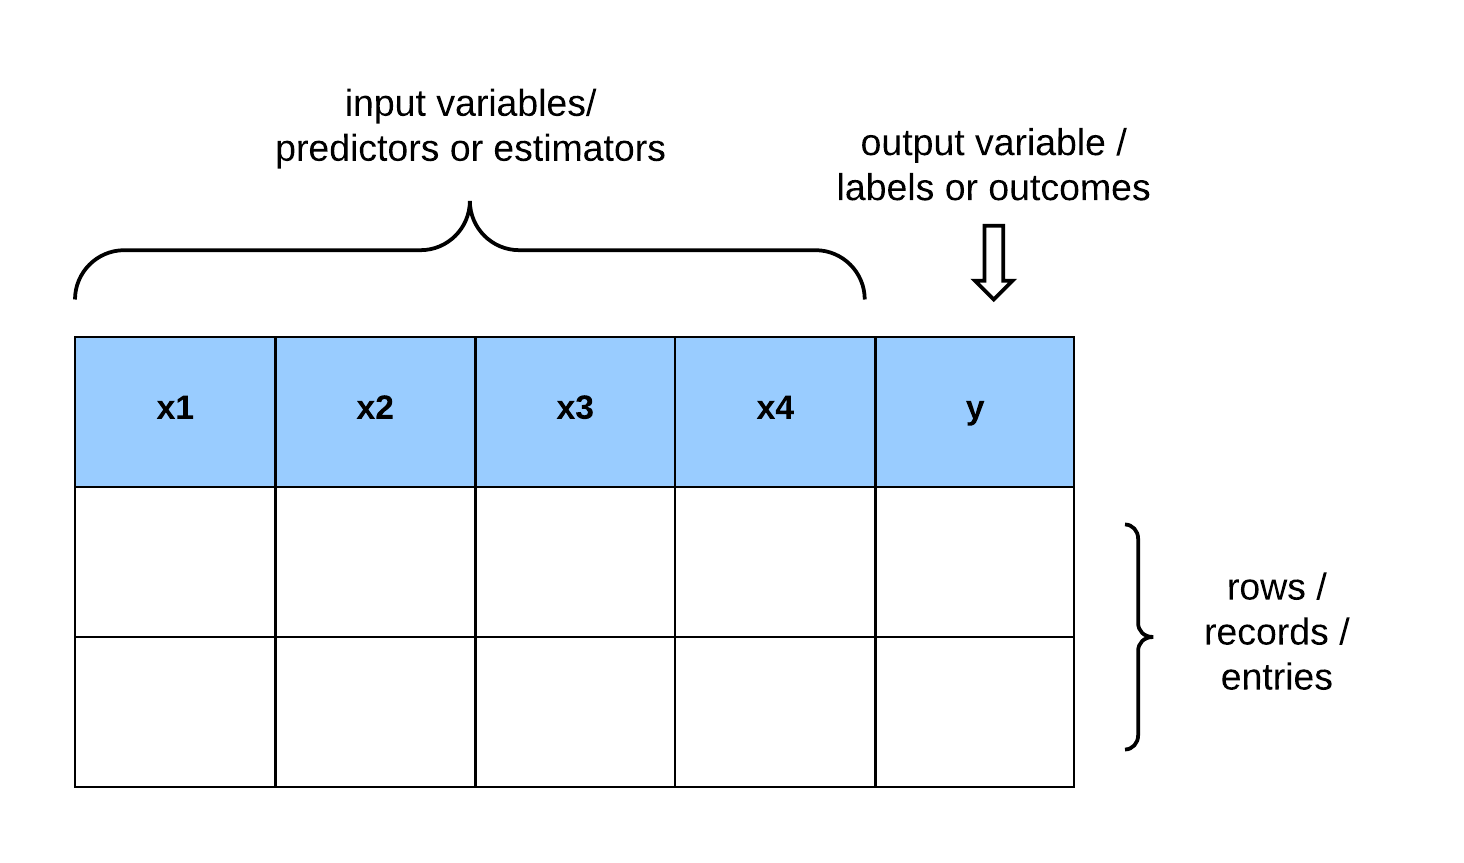 input variables/
predictors or estimators
output variable /
labels or outcomes
x1
x2
x3
x4
y
rows /
records /
entries